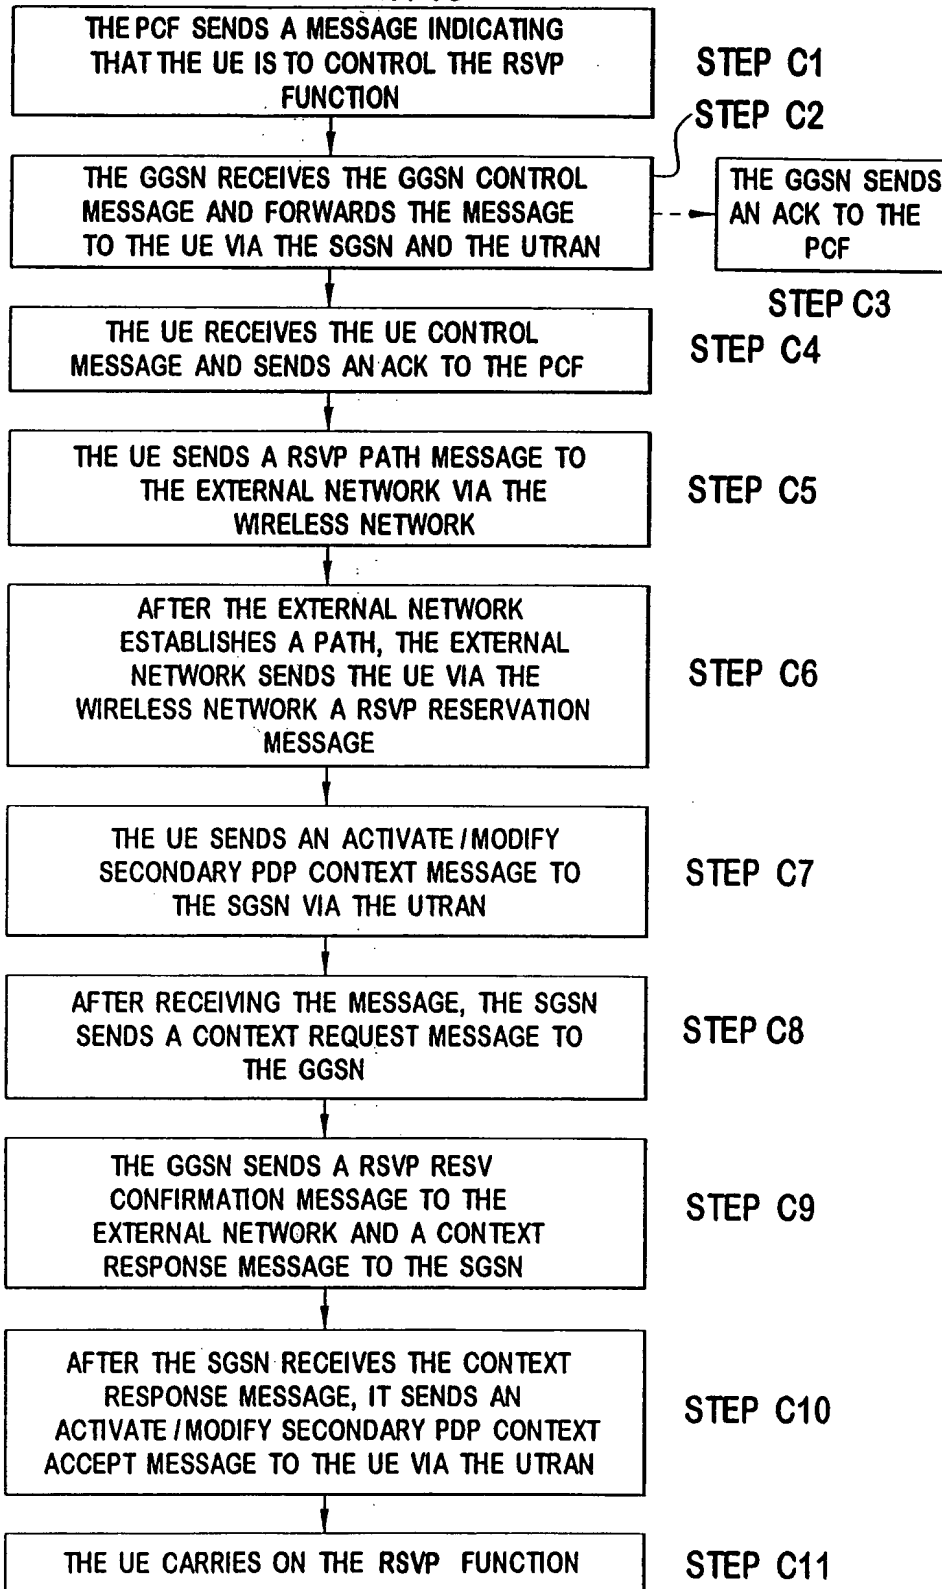 THE PCF SENDS A MESSAGE INDICATING
THAT THE UE IS TO CONTROL THE RSVP
FUNCTION
STEP C1
STEP C2
THE GGSN RECEIVES THE GGSN CONTROL
MESSAGE AND FORWARDS THE MESSAGE
TO THE UE VIA THE SGSN AND THE UTRAN
THE GGSN SENDS
AN ACK TO THE
PCF
STEP C3
THE UE RECEIVES THE UE CONTROL
MESSAGE AND SENDS AN ACK TO THE PCF
STEP C4
THE UE SENDS A RSVP PATH MESSAGE TO
THE EXTERNAL NETWORK VIA THE
WIRELESS NETWORK
STEP C5
AFTER THE EXTERNAL NETWORK
ESTABLISHES A PATH, THE EXTERNAL
NETWORK SENDS THE UE VIA THE
WIRELESS NETWORK A RSVP RESERVATION
MESSAGE
STEP C6
THE UE SENDS AN ACTIVATE/MODIFY
SECONDARY PDP CONTEXT MESSAGE TO
THE SGSN VIA THE UTRAN
STEP C7
AFTER RECEIVING THE MESSAGE, THE SGSN
SENDS A CONTEXT REQUEST MESSAGE TO
THE GGSN
STEP C8
THE GGSN SENDS A RSVP RESV
CONFIRMATION MESSAGE TO THE
EXTERNAL NETWORK AND A CONTEXT
RESPONSE MESSAGE TO THE SGSN
STEP C9
AFTER THE SGSN RECEIVES THE CONTEXT
RESPONSE MESSAGE, IT SENDS AN
ACTIVATE/MODIFY SECONDARY PDP CONTEXT
ACCEPT MESSAGE TO THE UE VIA THE UTRAN
STEP C10
THE UE CARRIES ON THE RSVP FUNCTION
STEP C11